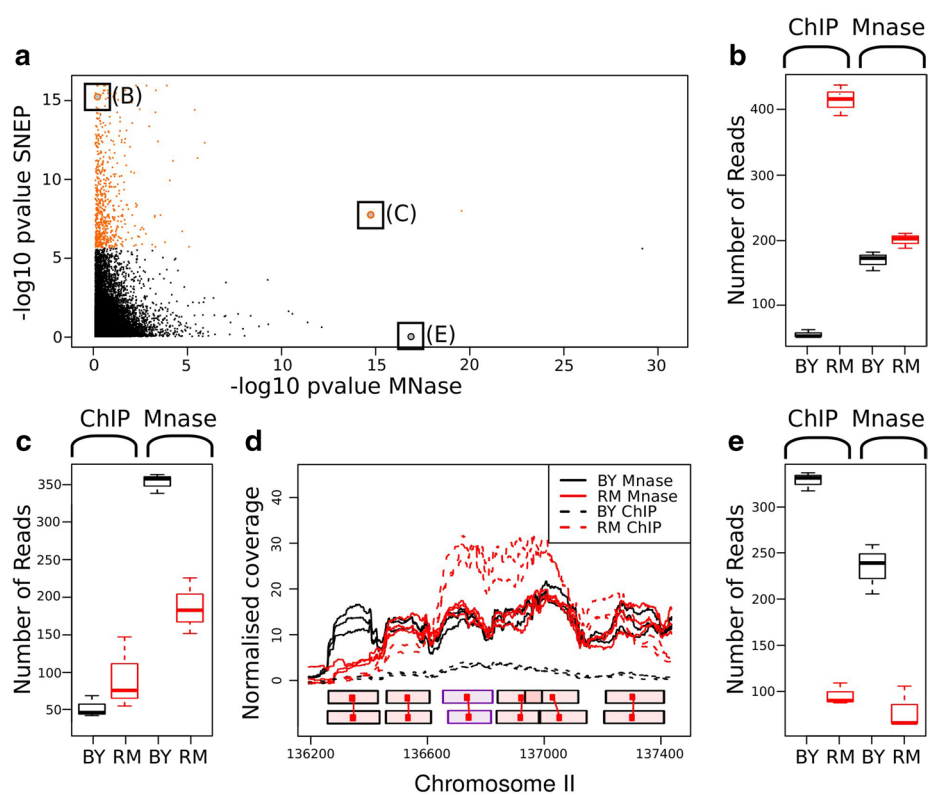 a
-log10 pvalue SNEP
15
10
5
0
(B)
(C)
(E)
0 5 10 15 20 25 30
-log10 pvalue MNase
b
ChIP Mnase
Number of Reads
400
300
200
100
BY RM BY RM
c
ChIP Mnase
Number of Reads
350
300
250
200
150
100
50
BY RM BY RM
d
Normalised coverage
40
30
20
10
0
BY Mnase
RM Mnase
BY ChIP
RM ChIP
136200 136600 137000 137400
Chromosome II
e
ChIP Mnase
Number of Reads
300
250
200
150
100
BY RM BY RM